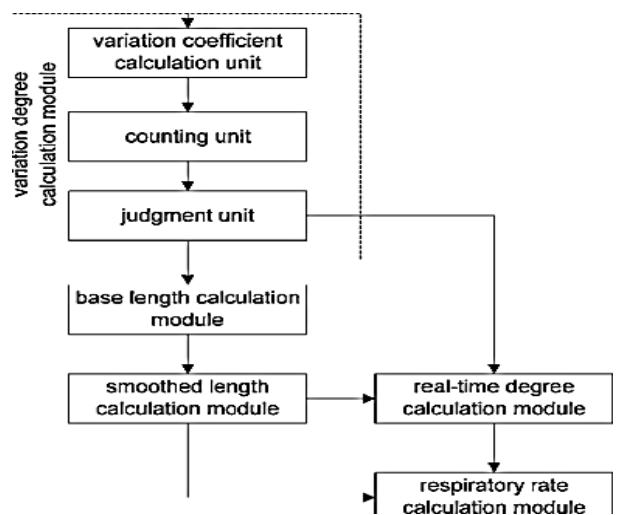 variation coefficient
calculation unit
variation degree
calculation module
counting unit
judgment unit
base length calculation
module
smoothed length
calculation module
real-time degree
calculation module
respiratory rate
calculation module